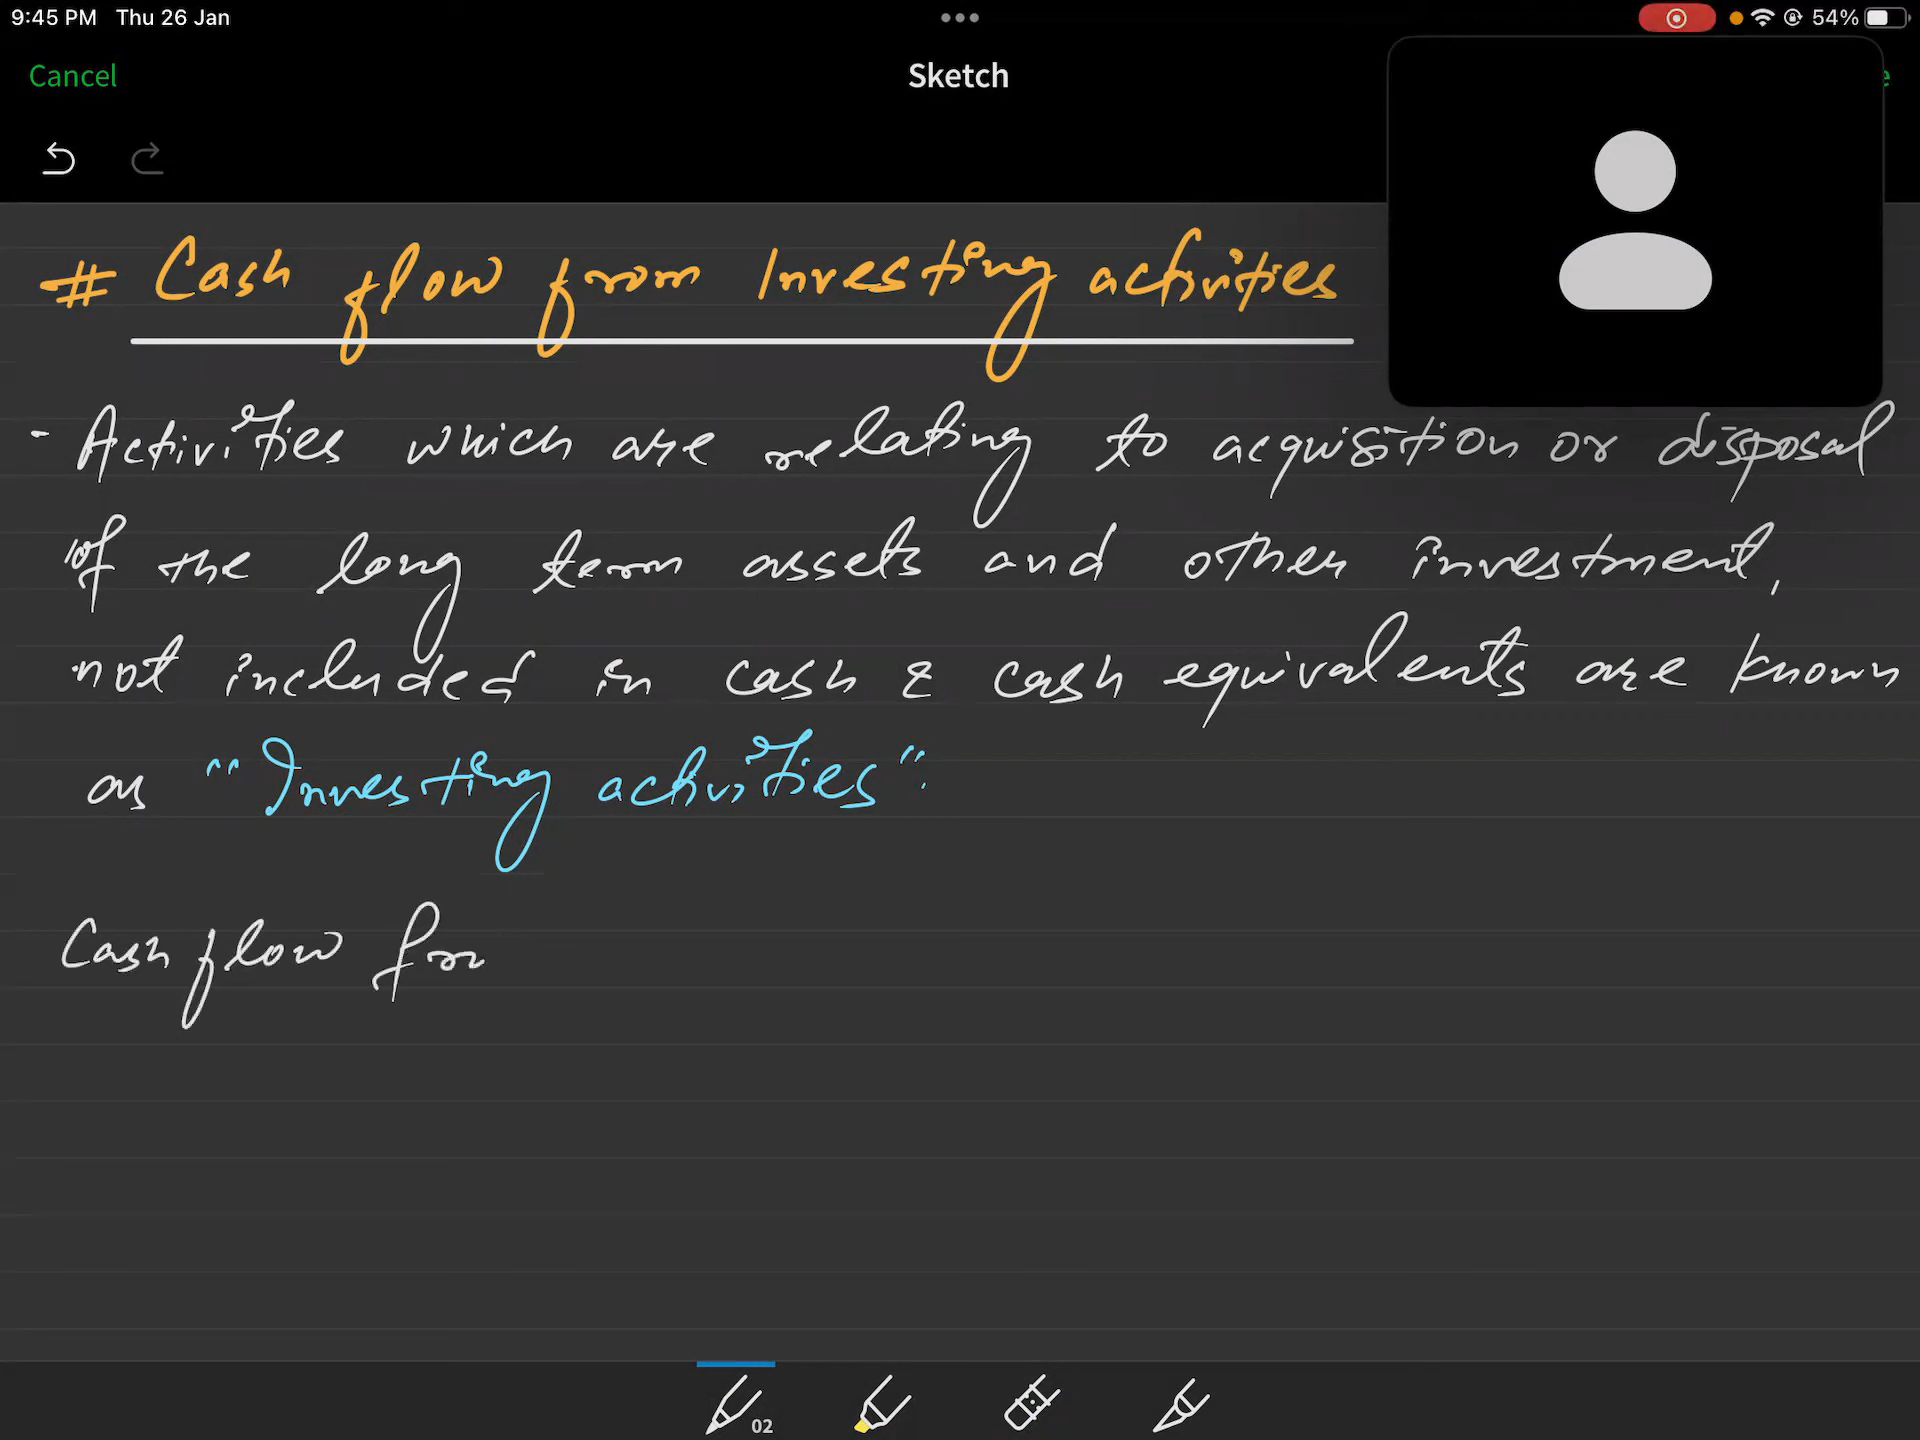 9:45 PM Thu 26 Jan
54%
Cancel
Sketch
# Cash flow from Investing activities
- Activities which are relating to acquisition or disposal
of the long term assets and other investment,
not included in cash & cash equivalents are known
as "Investing activities".
Cash flow fro
02